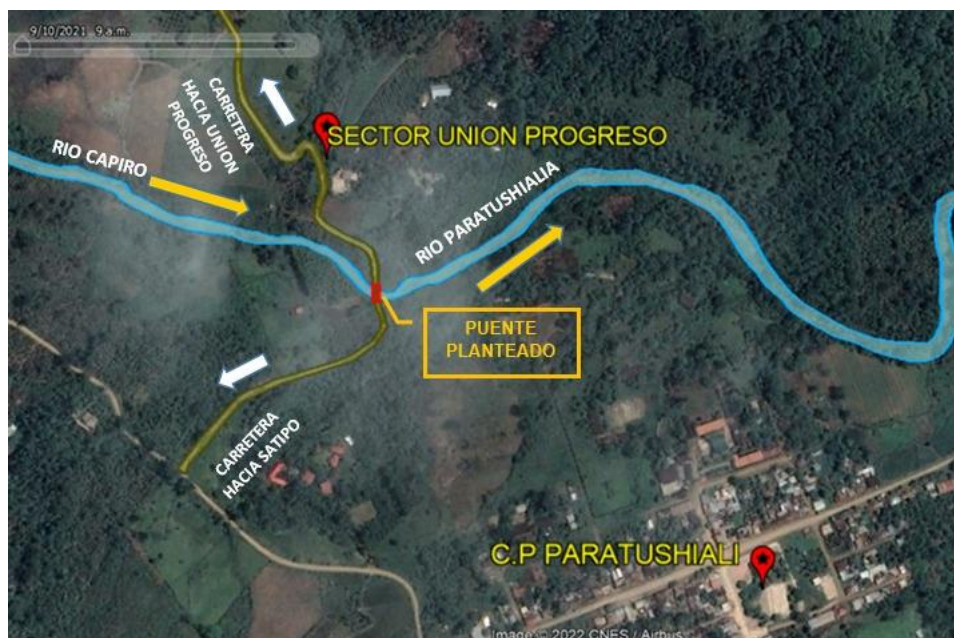 9/10/2021 9 a.m.
CARRETERA
HACIA UNION
PROGRESO
SECTOR UNION PROGRESO
RIO CAPIRO
RIO PARATUSHIALIA
PUENTE
PLANTEADO
CARRETERA
HACIA SATIPO
C.P PARATUSHIALI
Image © 2022 CNES / Airbus